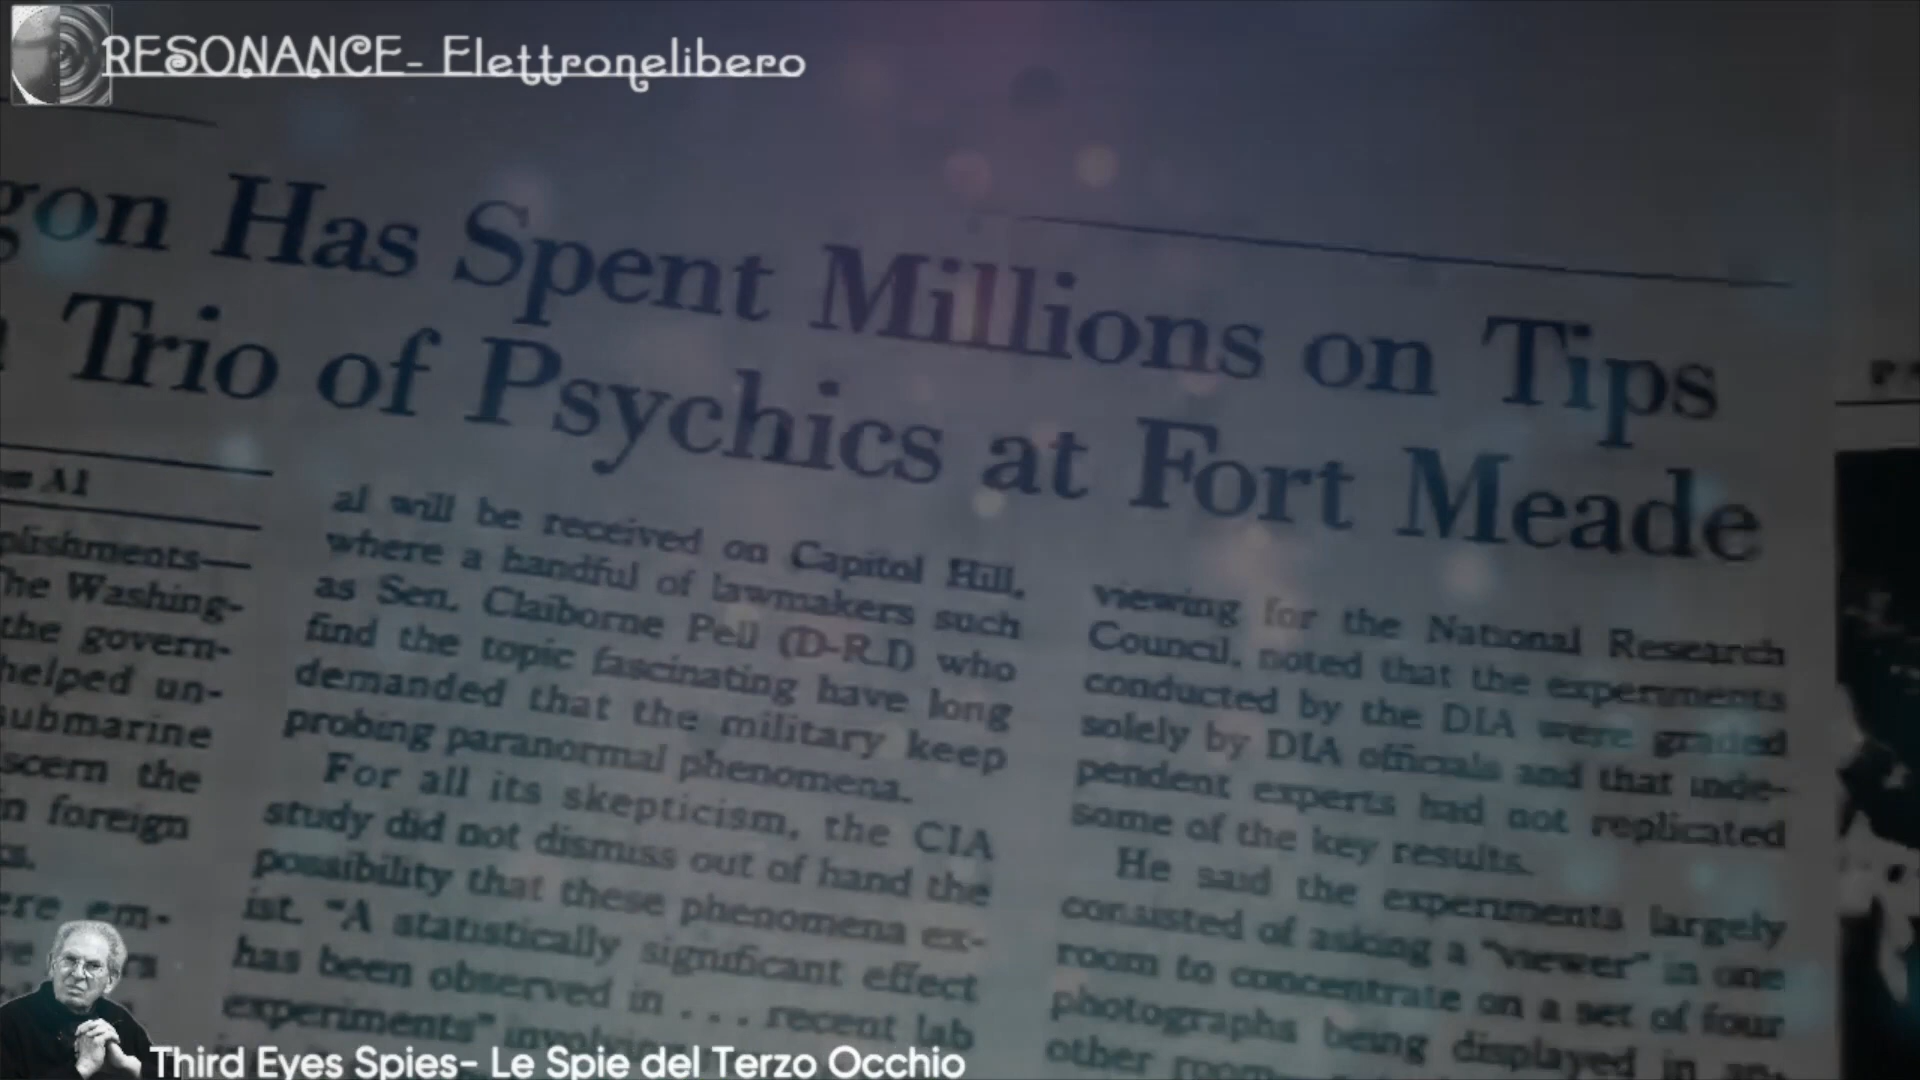 RESONANCE- Elettronelibero
gon Has Spent Millions on Tips
Trio of Psychics at Fort Meade
A1
plishments—
The Washing-
the govern-
helped un-
submarine
scern the
in foreign
ere em-
al will be received on Capitol Hill,
where a handful of lawmakers such
as Sen. Claiborne Pell (D-R.I) who
find the topic fascinating have long
demanded that the military keep
probing paranormal phenomena.
For all its skepticism, the CIA
study did not dismiss out of hand the
possibility that these phenomena ex-
ist. "A statistically significant effect
has been observed in . . . recent lab
experiments"
viewing for the National Research
Council, noted that the experiments
conducted by the DIA were graded
solely by DIA officials and that inde-
pendent experts had not replicated
some of the key results.
He said the experiments largely
consisted of asking a "viewer" in one
room to concentrate on a set of four
photographs being displayed in an-
other room
Third Eyes Spies- Le Spie del Terzo Occhio